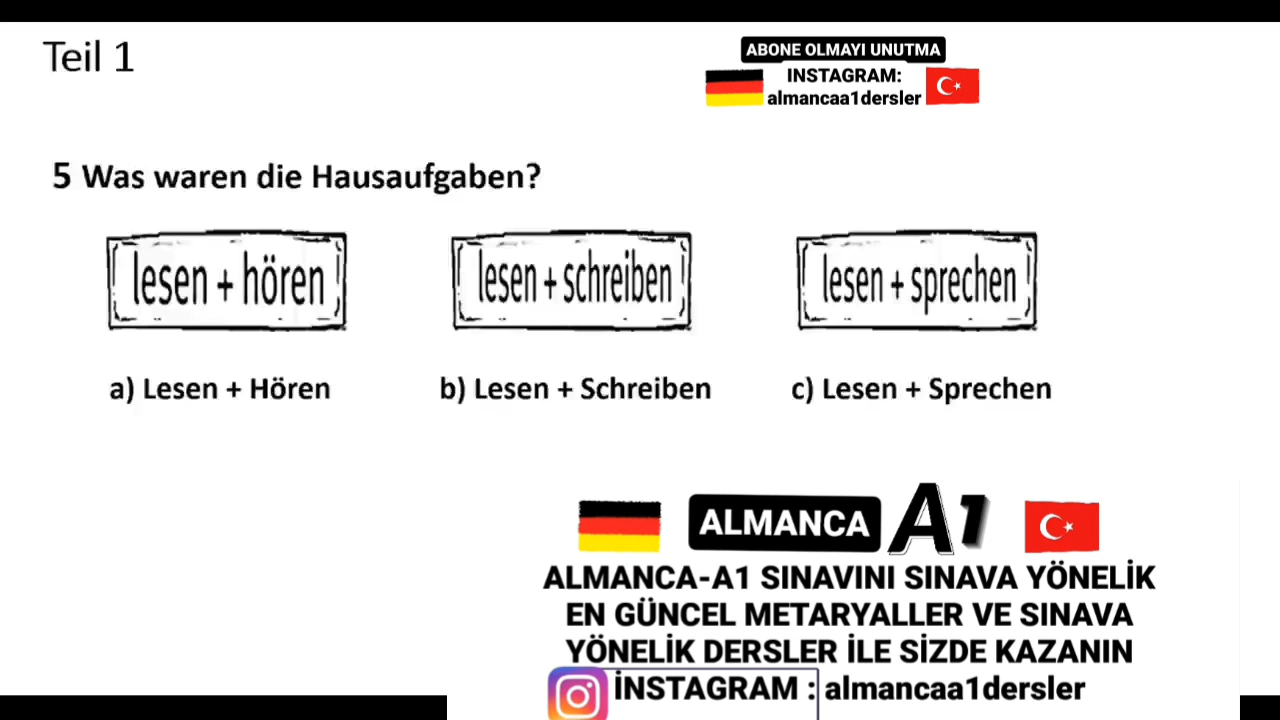 Teil 1
ABONE OLMAYI UNUTMA
INSTAGRAM:
almancaa1dersler
5 Was waren die Hausaufgaben?
lesen + hören
lesen + schreiben
lesen + sprechen
a) Lesen + Hören
b) Lesen + Schreiben
c) Lesen + Sprechen
ALMANCA A1
ALMANCA-A1 SINAVINI SINAVA YÖNELİK
EN GÜNCEL METARYALLER VE SINAVA
YÖNELİK DERSLER İLE SİZDE KAZANIN
İNSTAGRAM : almancaa1dersler